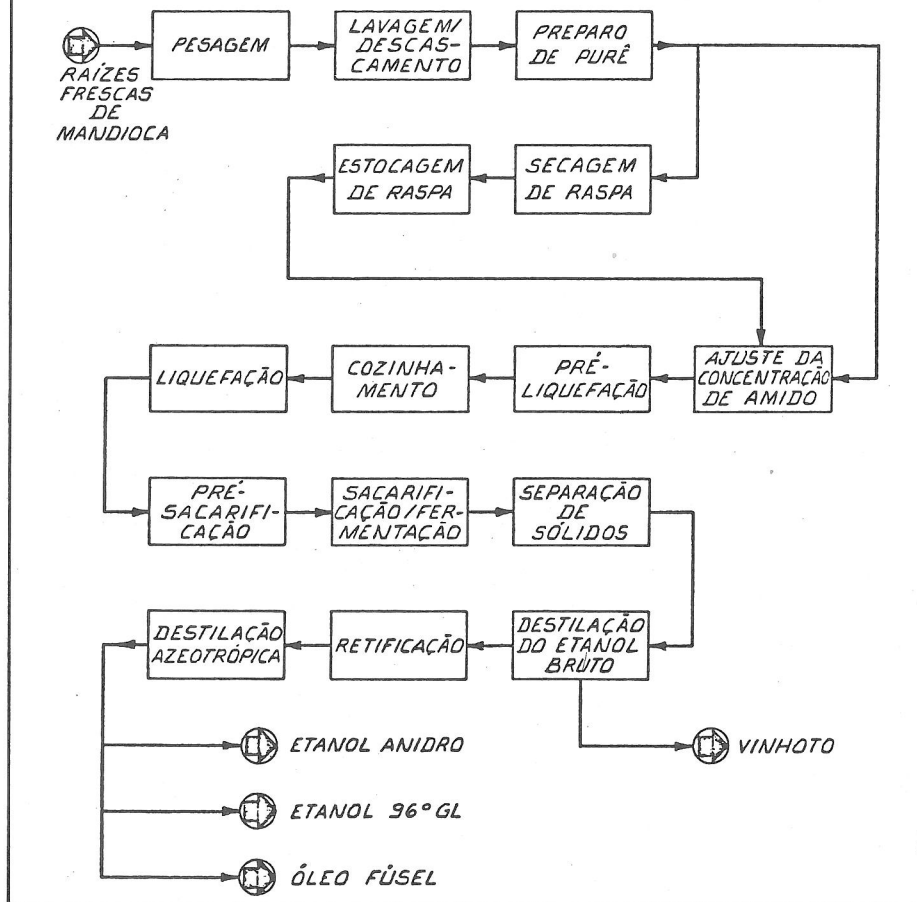 RAÍZES
FRESCAS
DE
MANDIOCA
PESAGEM
LAVAGEM/
DESCAS-
CAMENTO
PREPARO
DE PURÊ
ESTOCAGEM
DE RASPA
SECAGEM
DE RASPA
LIQUEFAÇÃO
COZINHA-
MENTO
PRÉ-
LIQUEFAÇÃO
AJUSTE DA
CONCENTRAÇÃO
DE AMIDO
PRÉ-
SACARIFI-
CAÇÃO
SACARIFI-
CAÇÃO/FER-
MENTAÇÃO
SEPARAÇÃO
DE
SÓLIDOS
DESTILAÇÃO
AZEOTRÓPICA
RETIFICAÇÃO
DESTILAÇÃO
DO ETANOL
BRUTO
ETANOL ANIDRO
VINHOTO
ETANOL 96° GL
ÓLEO FÚSEL